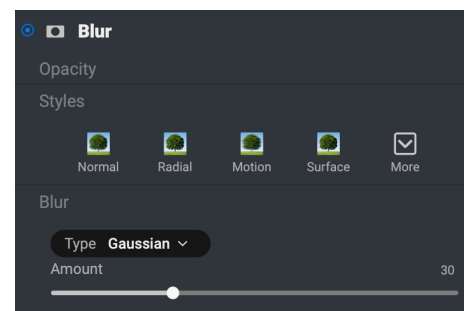 Blur
Opacity
Styles
Normal Radial Motion Surface More
Blur
Type Gaussian
Amount 30